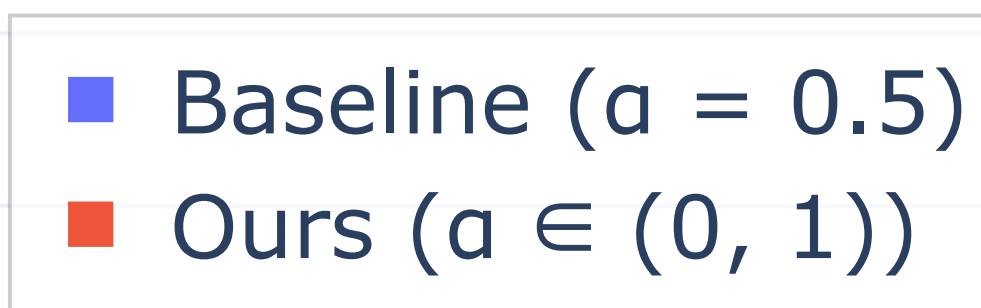 Baseline (α = 0.5)
Ours (α ∈ (0, 1))